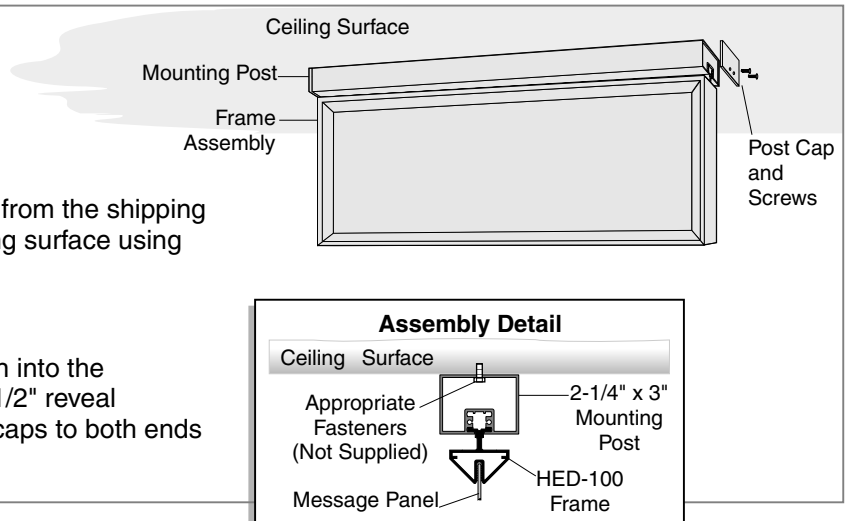 Ceiling Surface
Mounting Post
Frame
Assembly
Post Cap
and
Screws
from the shipping
surface using
into the
1/2" reveal
caps to both ends
Assembly Detail
Ceiling Surface
Appropriate
Fasteners
(Not Supplied)
2-1/4" x 3"
Mounting
Post
HED-100
Frame
Message Panel